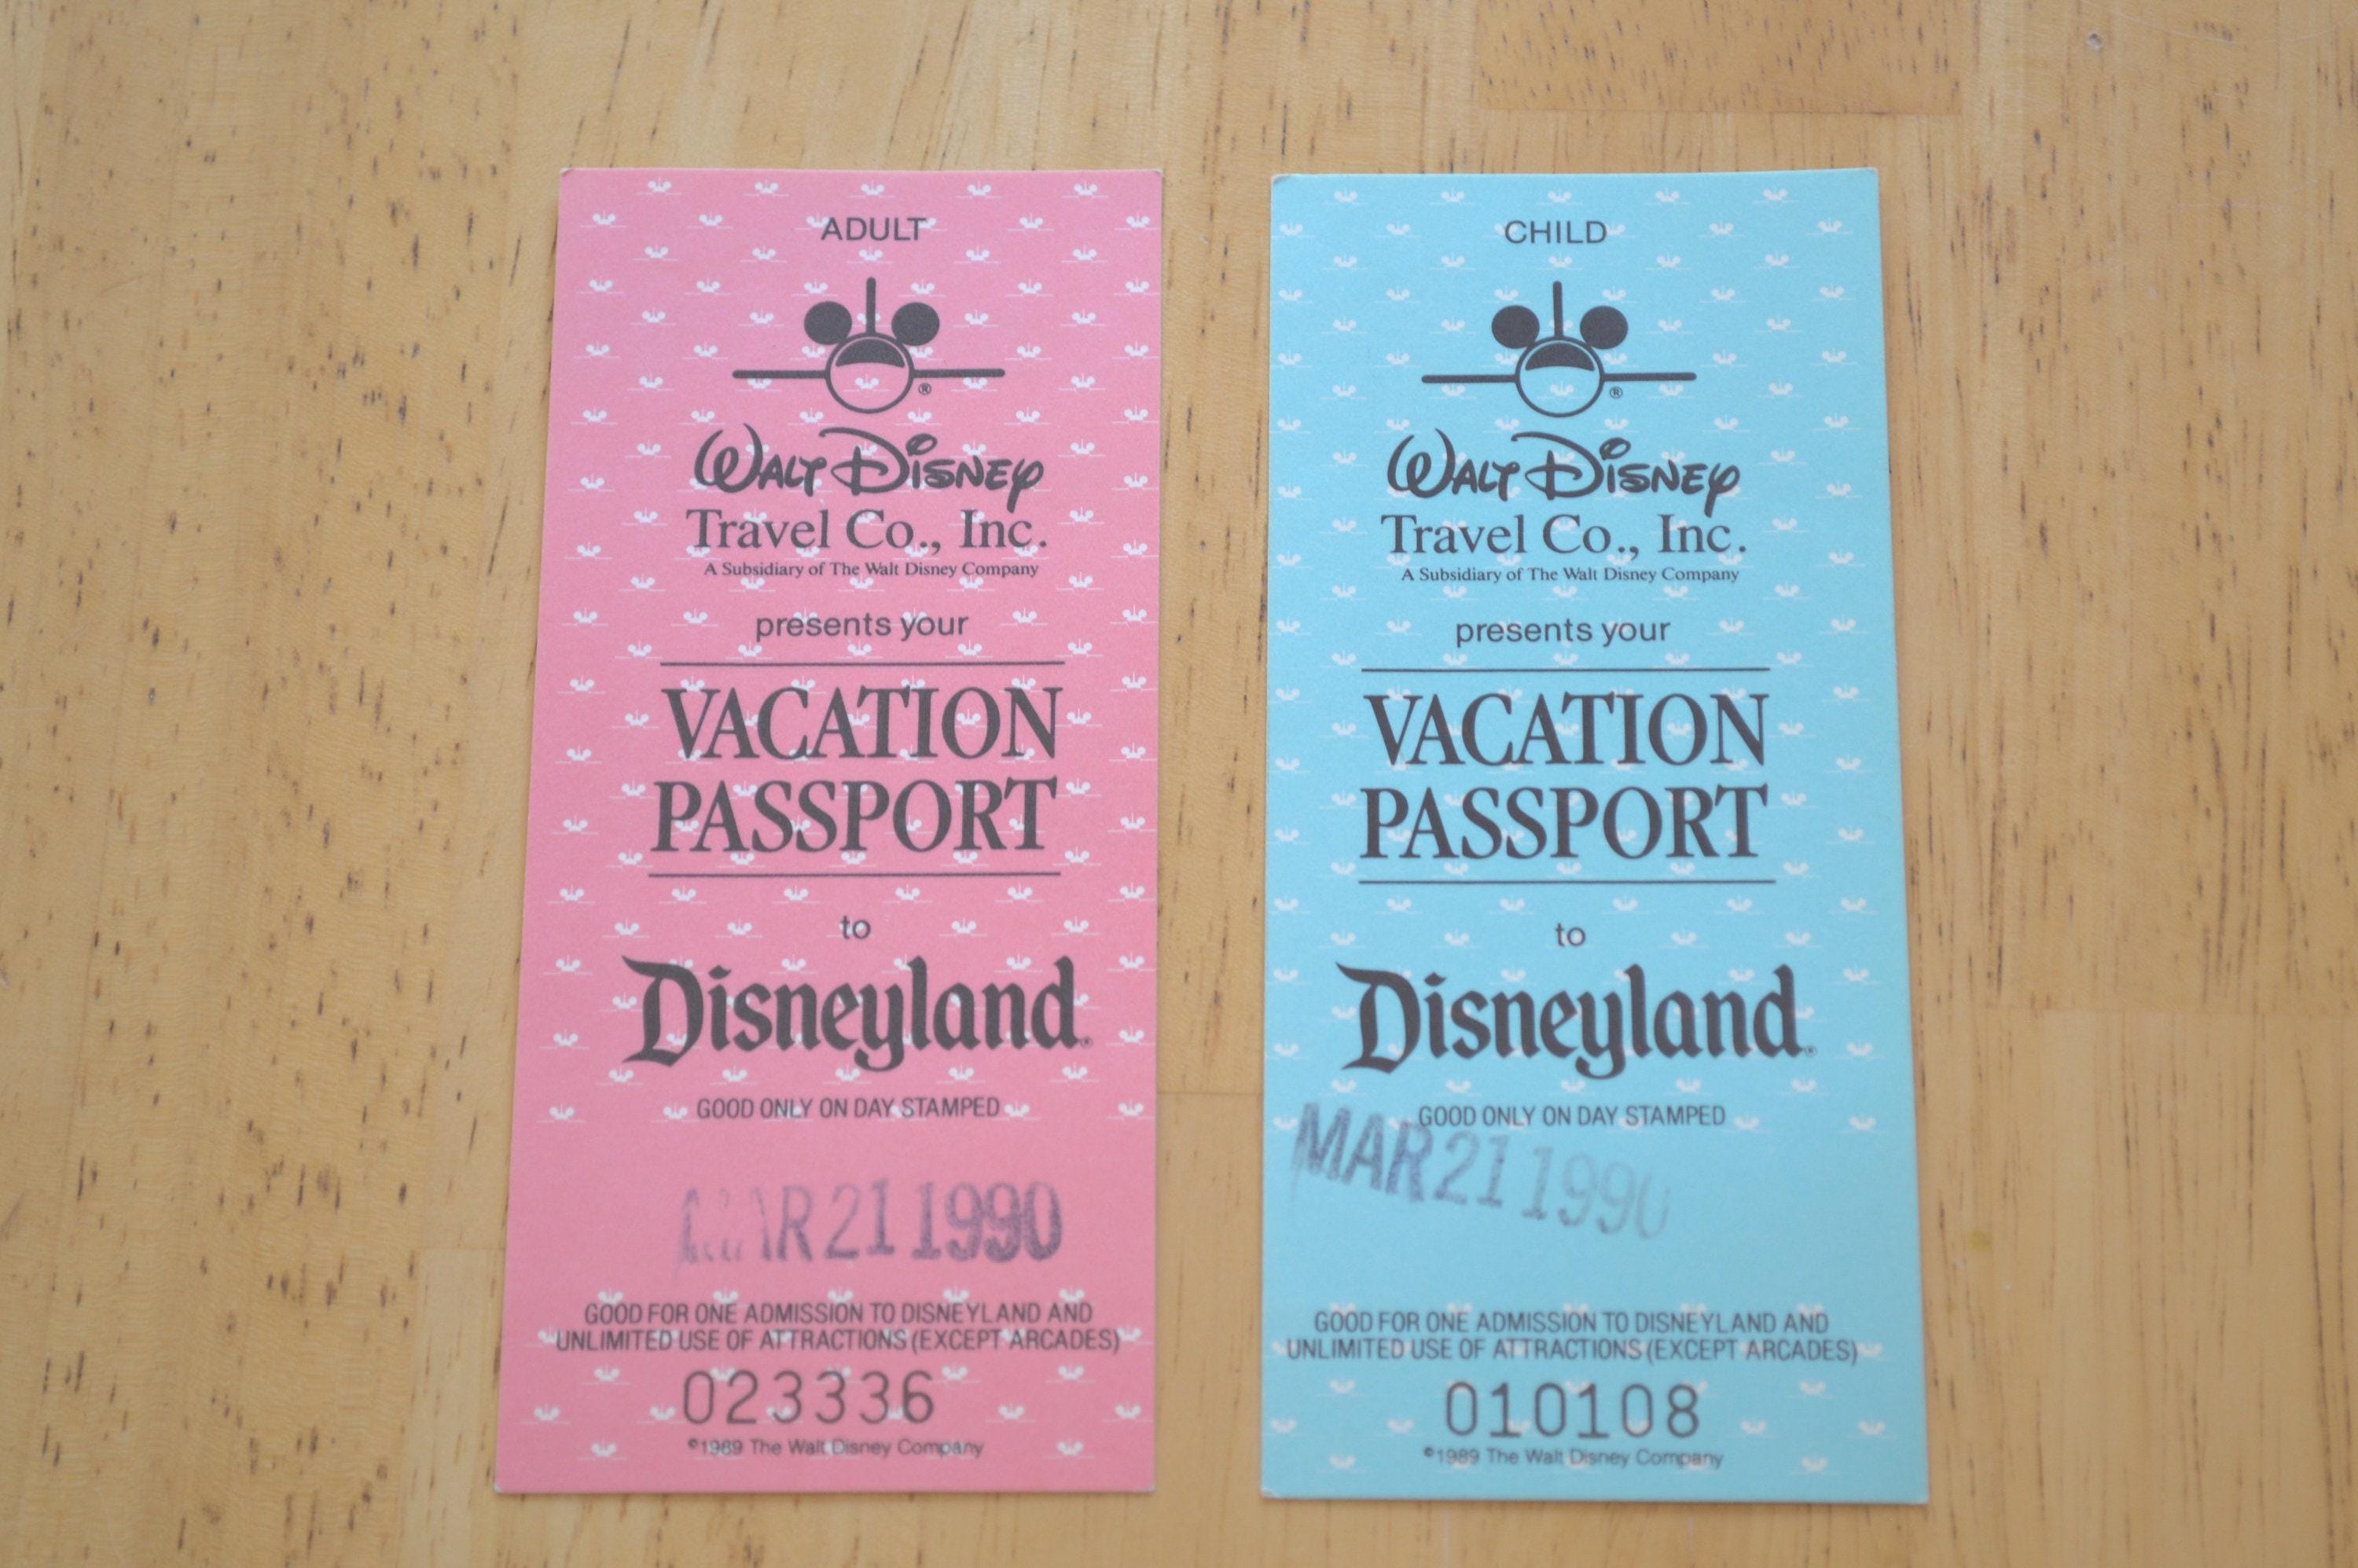 ADULT
®
WALT DISNEY
Travel Co., Inc.
A Subsidiary of The Walt Disney Company
presents your
VACATION
PASSPORT
to
Disneyland®
GOOD ONLY ON DAY STAMPED
MAR 21 1990
GOOD FOR ONE ADMISSION TO DISNEYLAND AND
UNLIMITED USE OF ATTRACTIONS (EXCEPT ARCADES)
023336
©1989 The Walt Disney Company
CHILD
®
WALT DISNEY
Travel Co., Inc.
A Subsidiary of The Walt Disney Company
presents your
VACATION
PASSPORT
to
Disneyland®
GOOD ONLY ON DAY STAMPED
MAR 21 1990
GOOD FOR ONE ADMISSION TO DISNEYLAND AND
UNLIMITED USE OF ATTRACTIONS (EXCEPT ARCADES)
010108
©1989 The Walt Disney Company